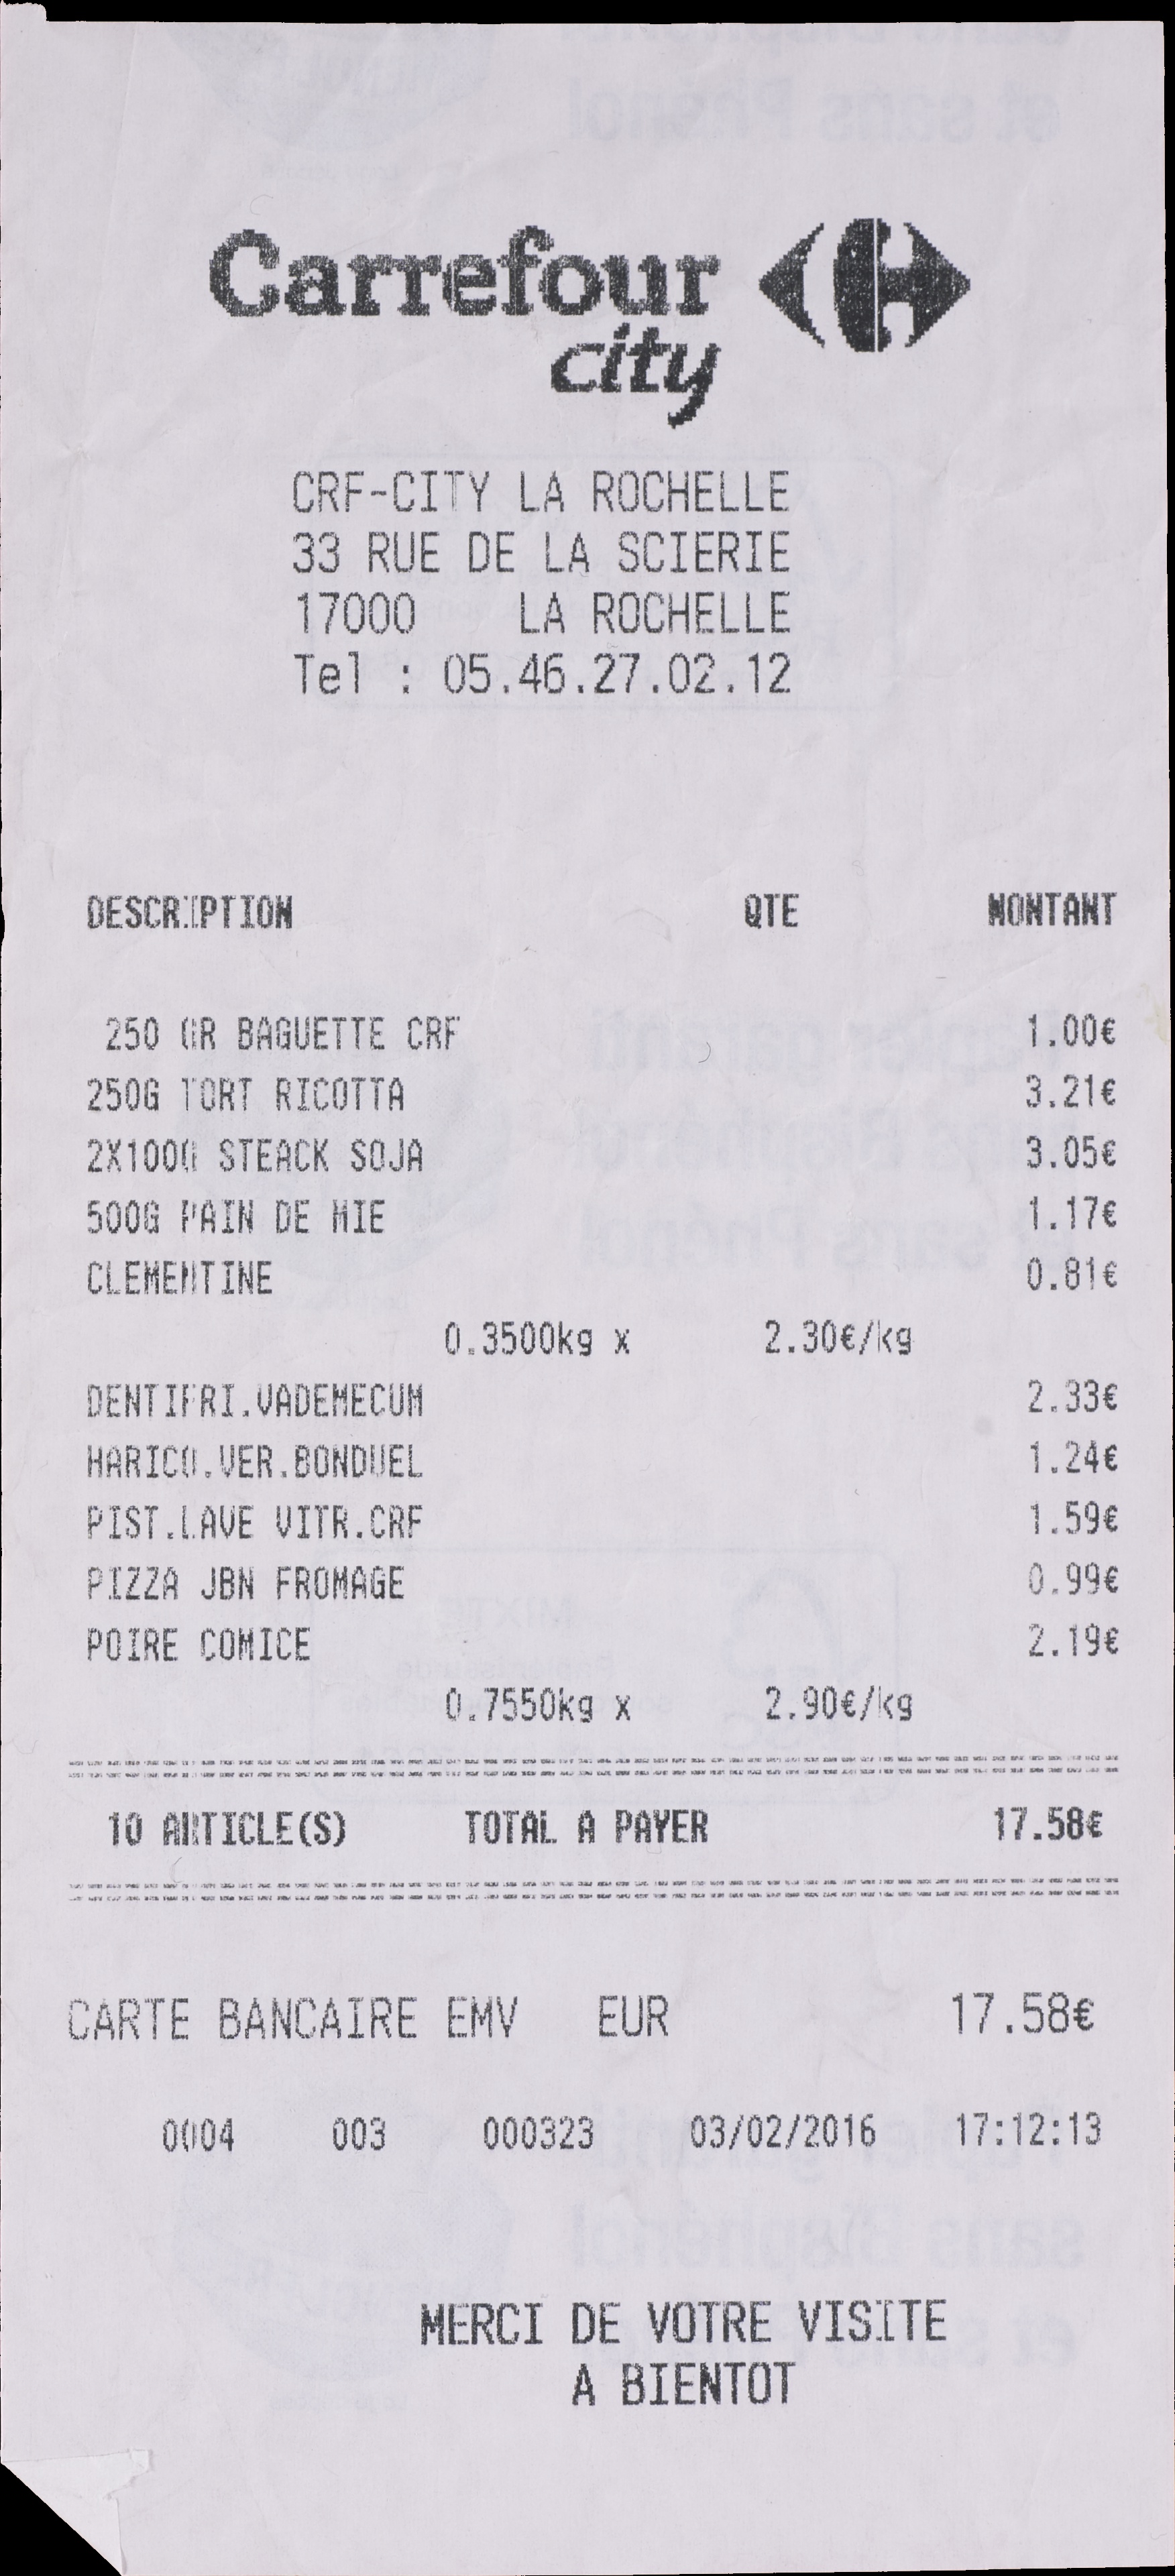 Carrefour
city
CRF-CITY LA ROCHELLE
33 RUE DE LA SCIERIE
17000 LA ROCHELLE
Tel : 05.46.27.02.12
DESCRIPTION QTE MONTANT
250 GR BAGUETTE CRF 1.00€
250G TORT RICOTTA 3.21€
2X100G STEACK SOJA 3.05€
500G PAIN DE MIE 1.17€
CLEMENTINE 0.81€
0.3500kg x 2.30€/kg
DENTIFRI.VADEMECUM 2.33€
HARICO.VER.BONDUEL 1.24€
PIST.LAVE VITR.CRF 1.59€
PIZZA JBN FROMAGE 0.99€
POIRE COMICE 2.19€
0.7550kg x 2.90€/kg
10 ARTICLE(S) TOTAL A PAYER 17.58€
CARTE BANCAIRE EMV EUR 17.58€
0004 003 000323 03/02/2016 17:12:13
MERCI DE VOTRE VISITE
A BIENTOT